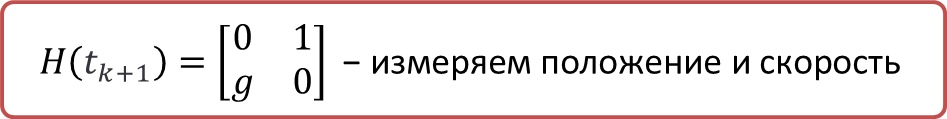 H(t_{k+1}) = [0 1; g 0] – измеряем положение и скорость